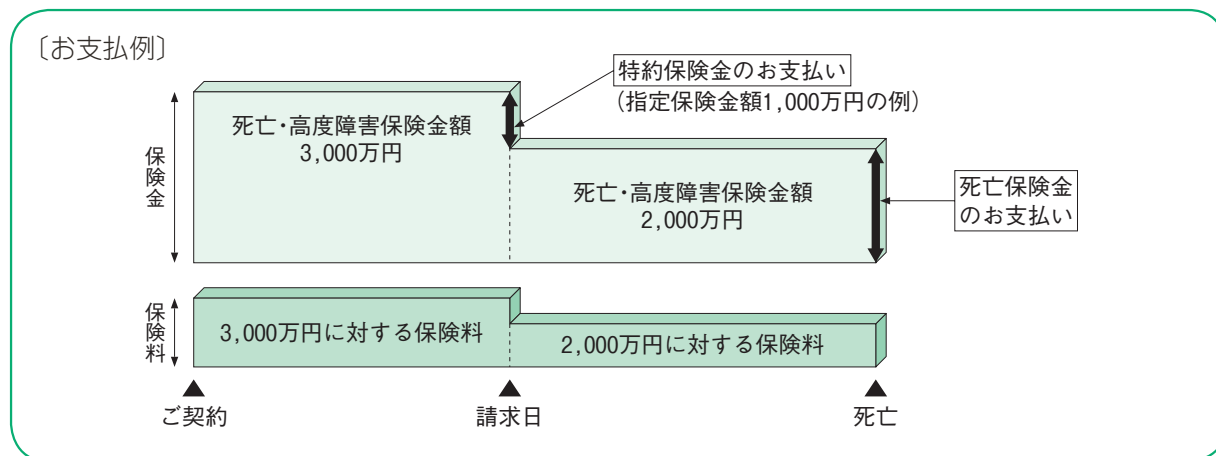 〔お支払例〕
特約保険金のお支払い
（指定保険金額1,000万円の例）
保険金
死亡・高度障害保険金額
3,000万円
死亡・高度障害保険金額
2,000万円
死亡保険金
のお支払い
保険料
3,000万円に対する保険料
2,000万円に対する保険料
ご契約
請求日
死亡